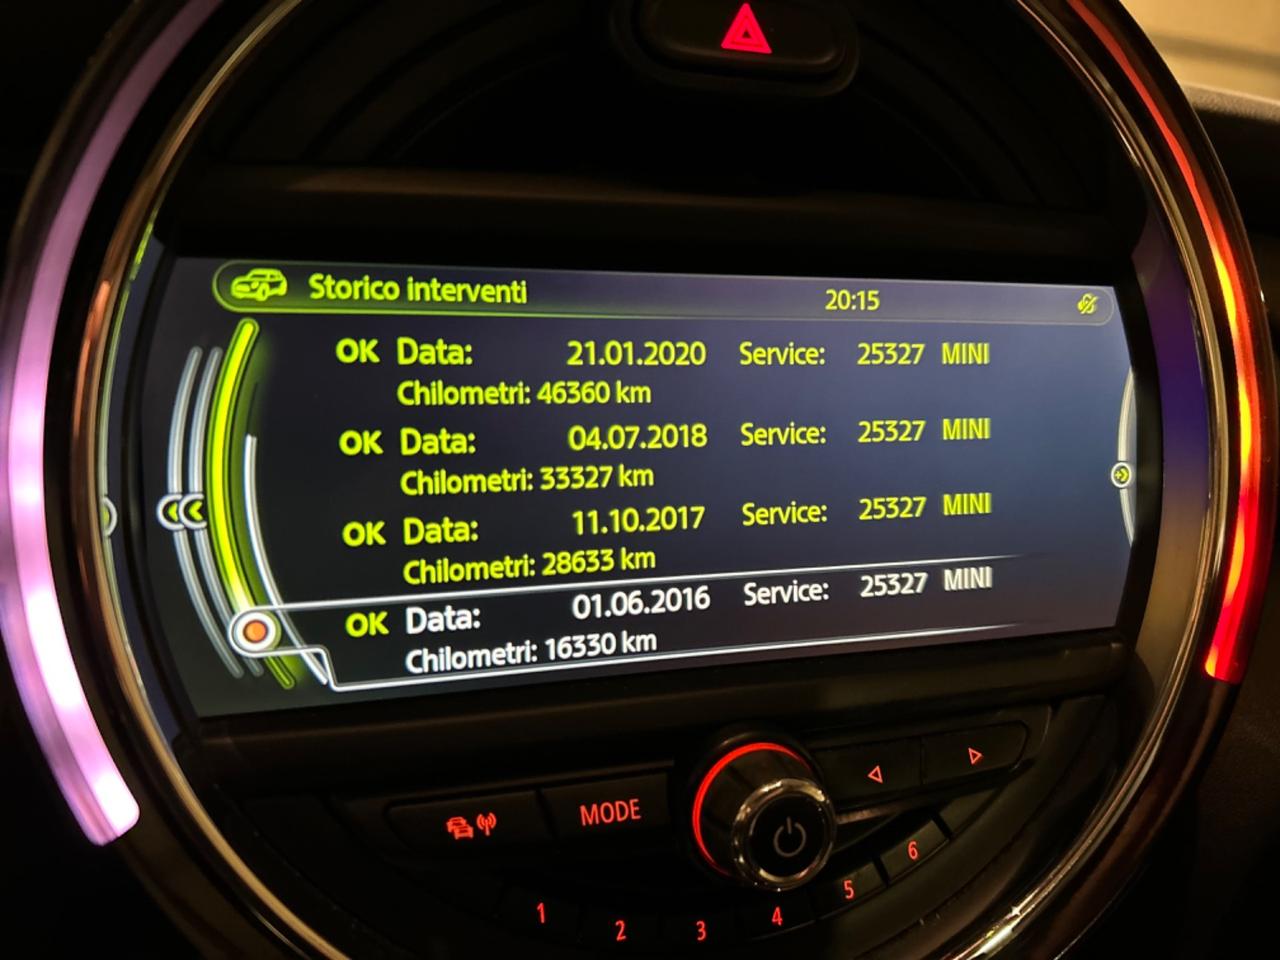 Storico interventi 20:15
OK Data: 21.01.2020 Service: 25327 MINI
Chilometri: 46360 km
OK Data: 04.07.2018 Service: 25327 MINI
Chilometri: 33327 km
OK Data: 11.10.2017 Service: 25327 MINI
Chilometri: 28633 km
OK Data: 01.06.2016 Service: 25327 MINI
Chilometri: 16330 km
MODE
1 2 3 4 5 6